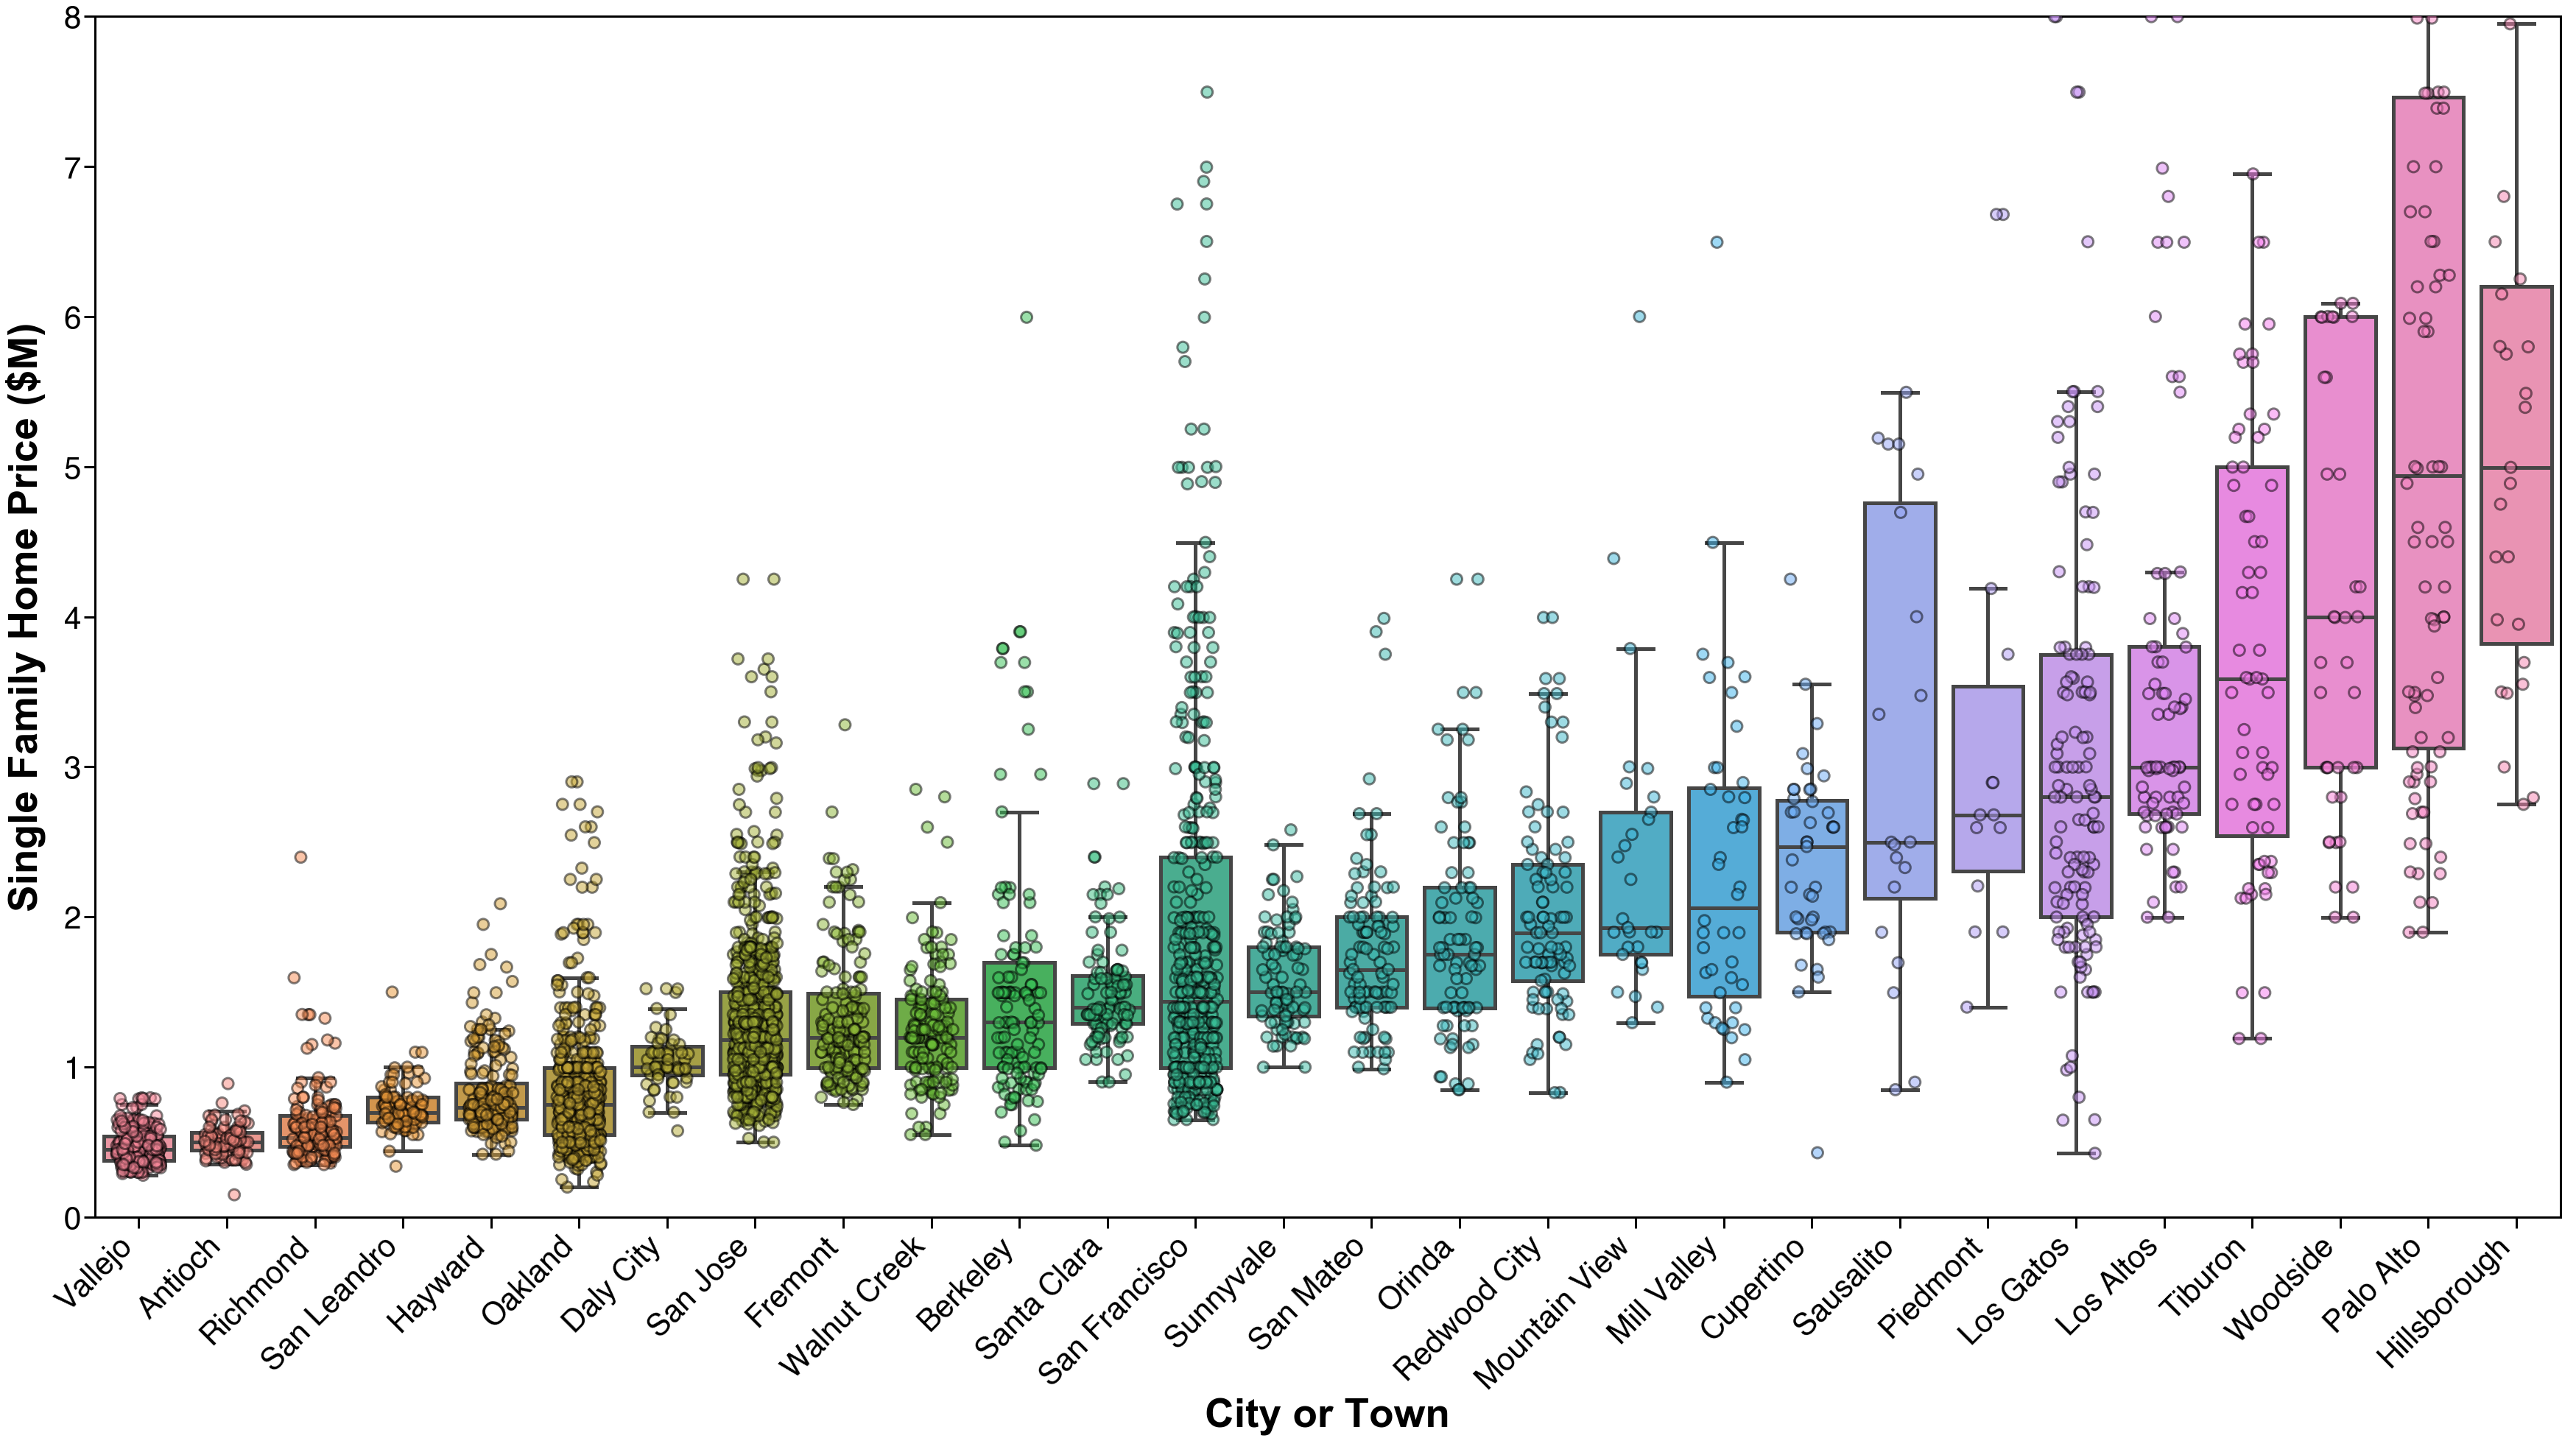 Single Family Home Price ($M)
8
7
6
5
4
3
2
1
0
Vallejo
Antioch
Richmond
San Leandro
Hayward
Oakland
Daly City
San Jose
Fremont
Walnut Creek
Berkeley
Santa Clara
San Francisco
Sunnyvale
San Mateo
Orinda
Redwood City
Mountain View
Mill Valley
Cupertino
Sausalito
Piedmont
Los Gatos
Los Altos
Tiburon
Woodside
Palo Alto
Hillsborough
City or Town